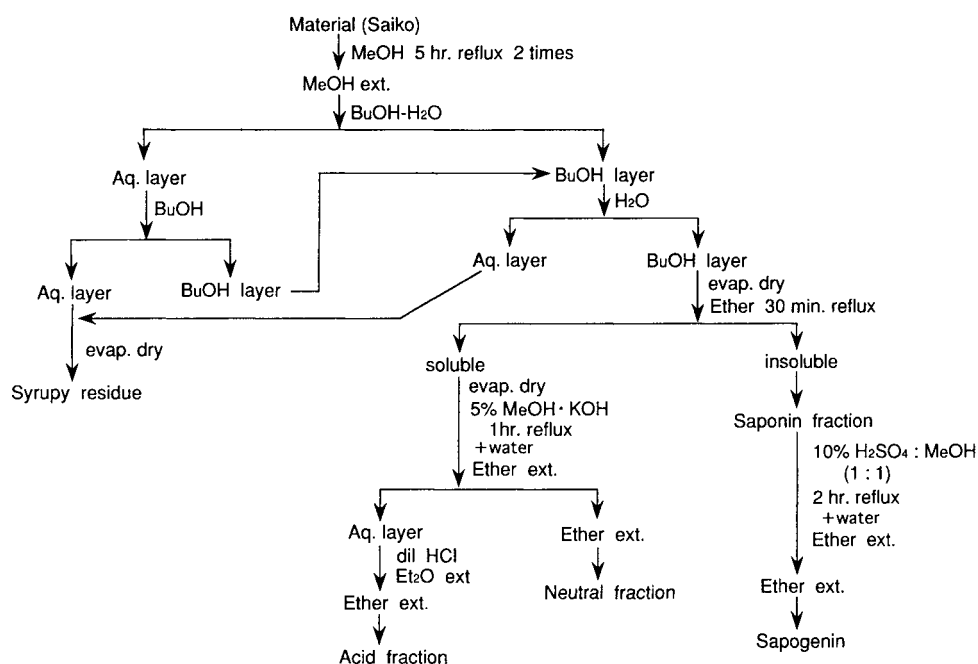 Material (Saiko)
MeOH 5 hr. reflux 2 times
MeOH ext.
BuOH-H2O
Aq. layer
BuOH layer
BuOH
H2O
Aq. layer
BuOH layer
Aq. layer
BuOH layer
evap. dry
Ether 30 min. reflux
evap. dry
Syrupy residue
soluble
insoluble
evap. dry
5% MeOH・KOH
1hr. reflux
+water
Ether ext.
Saponin fraction
10% H2SO4 : MeOH
(1 : 1)
2 hr. reflux
+water
Ether ext.
Aq. layer
Ether ext.
dil HCl
Et2O ext
Ether ext.
Neutral fraction
Ether ext.
Acid fraction
Sapogenin